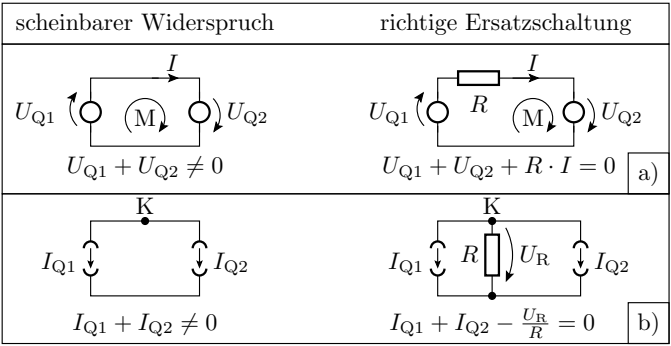 scheinbarer Widerspruch richtige Ersatzschaltung
I I
U_Q1 M U_Q2 U_Q1 R M U_Q2
U_Q1 + U_Q2 ≠ 0 U_Q1 + U_Q2 + R · I = 0 a)
K K
I_Q1 I_Q2 I_Q1 R U_R I_Q2
I_Q1 + I_Q2 ≠ 0 I_Q1 + I_Q2 − U_R/R = 0 b)